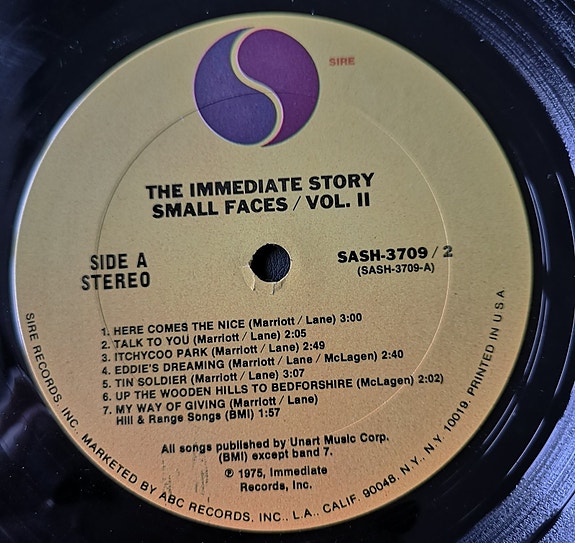 SIRE
THE IMMEDIATE STORY
SMALL FACES / VOL. II
SIDE A
STEREO
SASH-3709 / 2
(SASH-3709-A)
1. HERE COMES THE NICE (Marriott / Lane) 3:00
2. TALK TO YOU (Marriott / Lane) 2:05
3. ITCHYCOO PARK (Marriott / Lane) 2:49
4. EDDIE'S DREAMING (Marriott / Lane / McLagen) 2:40
5. TIN SOLDIER (Marriott / Lane) 3:07
6. UP THE WOODEN HILLS TO BEDFORSHIRE (McLagen) 2:02)
7. MY WAY OF GIVING (Marriott / Lane)
Hill & Range Songs (BMI) 1:57
All songs published by Unart Music Corp.
(BMI) except band 7.
℗ 1975, Immediate
Records, Inc.
SIRE RECORDS, INC., MARKETED BY ABC RECORDS, INC., L.A., CALIF. 90048, N.Y., N.Y. 10019. PRINTED IN U S A